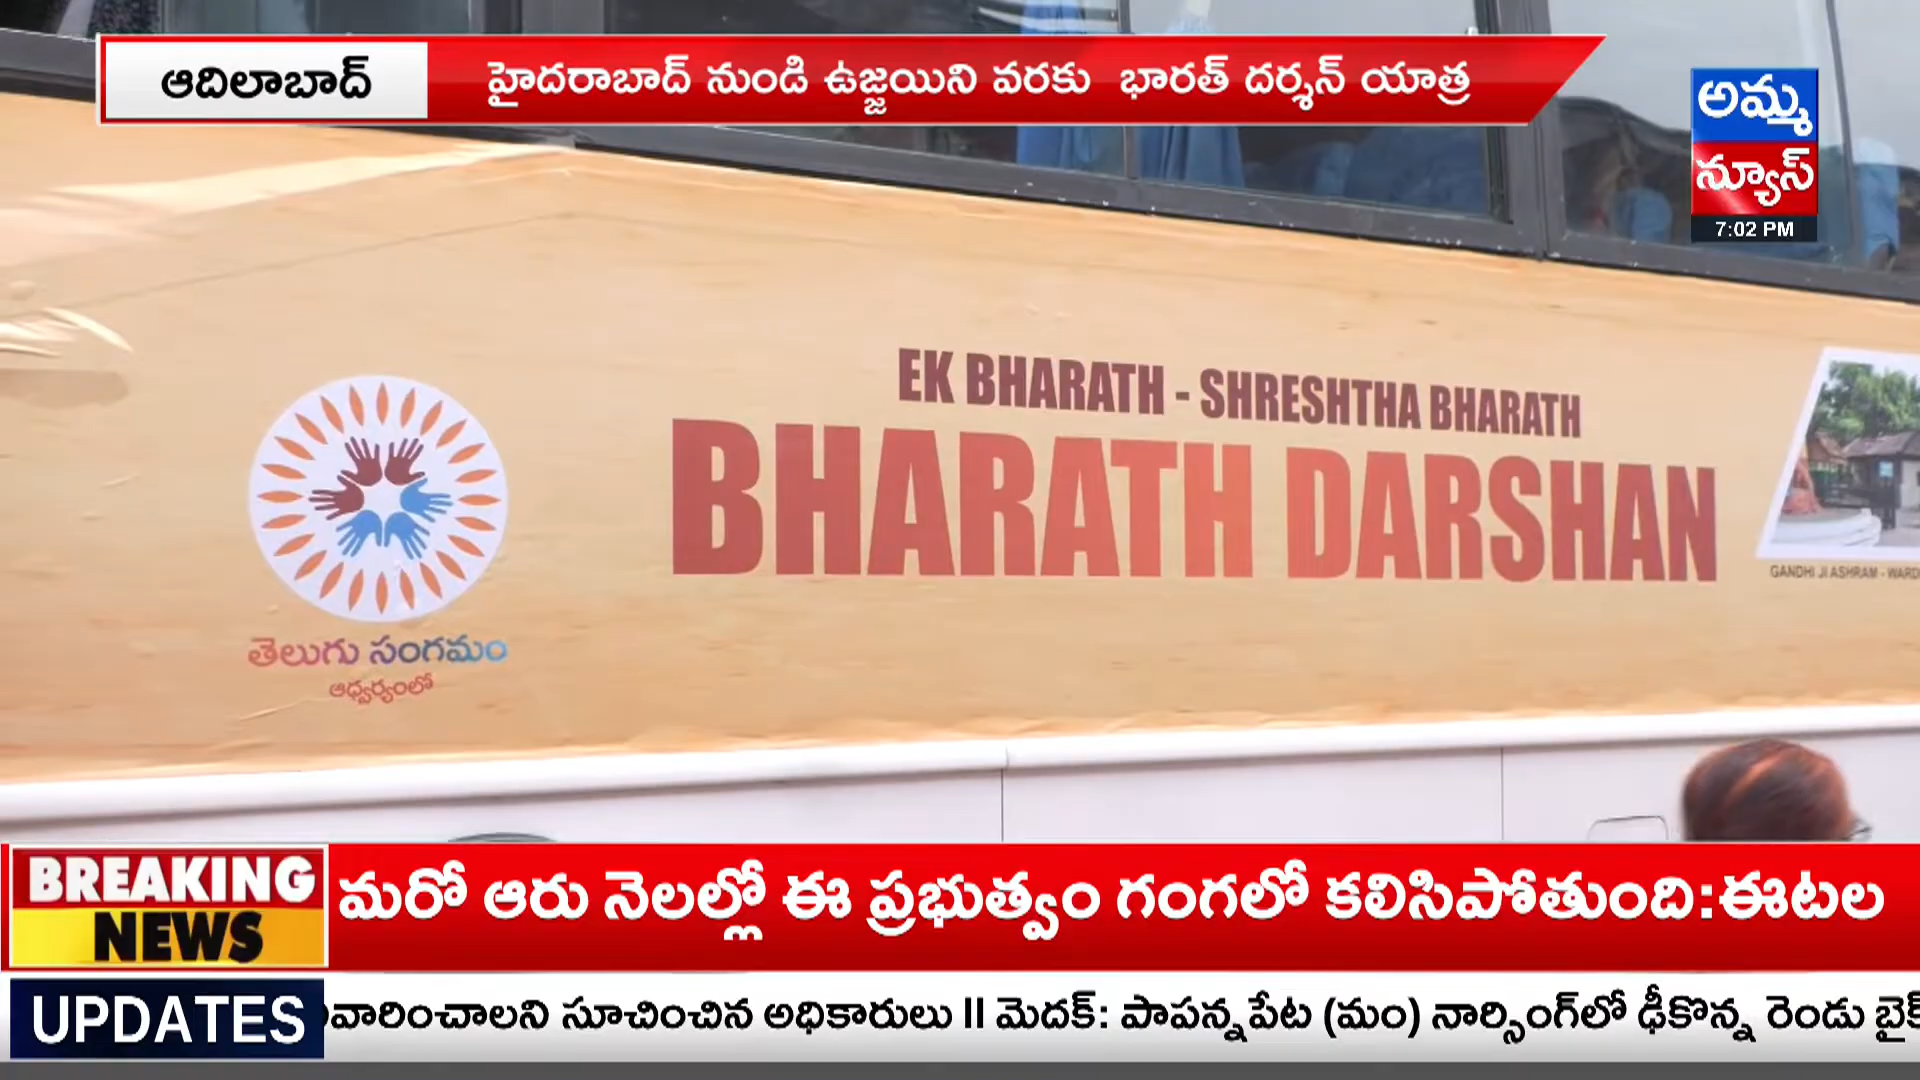 ఆదిలాబాద్
హైదరాబాద్ నుండి ఉజ్జయిని వరకు భారత్ దర్శన్ యాత్ర
అమ్మ
న్యూస్
7:02 PM
EK BHARATH - SHRESHTHA BHARATH
BHARATH DARSHAN
GANDHI JI ASHRAM -
తెలుగు సంగమం
ఆధ్వర్యంలో
BREAKING
NEWS
మరో ఆరు నెలల్లో ఈ ప్రభుత్వం గంగలో కలిసిపోతుంది:ఈటల
UPDATES
వారించాలని సూచించిన అధికారులు II మెదక్: పాపన్నపేట (మం) నార్సింగ్‌లో ఢీకొన్న రెండు బైక్